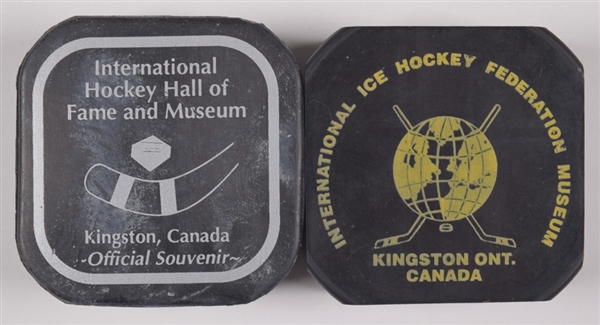 International
Hockey Hall of
Fame and Museum
Kingston, Canada
~Official Souvenir~
INTERNATIONAL ICE HOCKEY FEDERATION MUSEUM
KINGSTON ONT.
CANADA